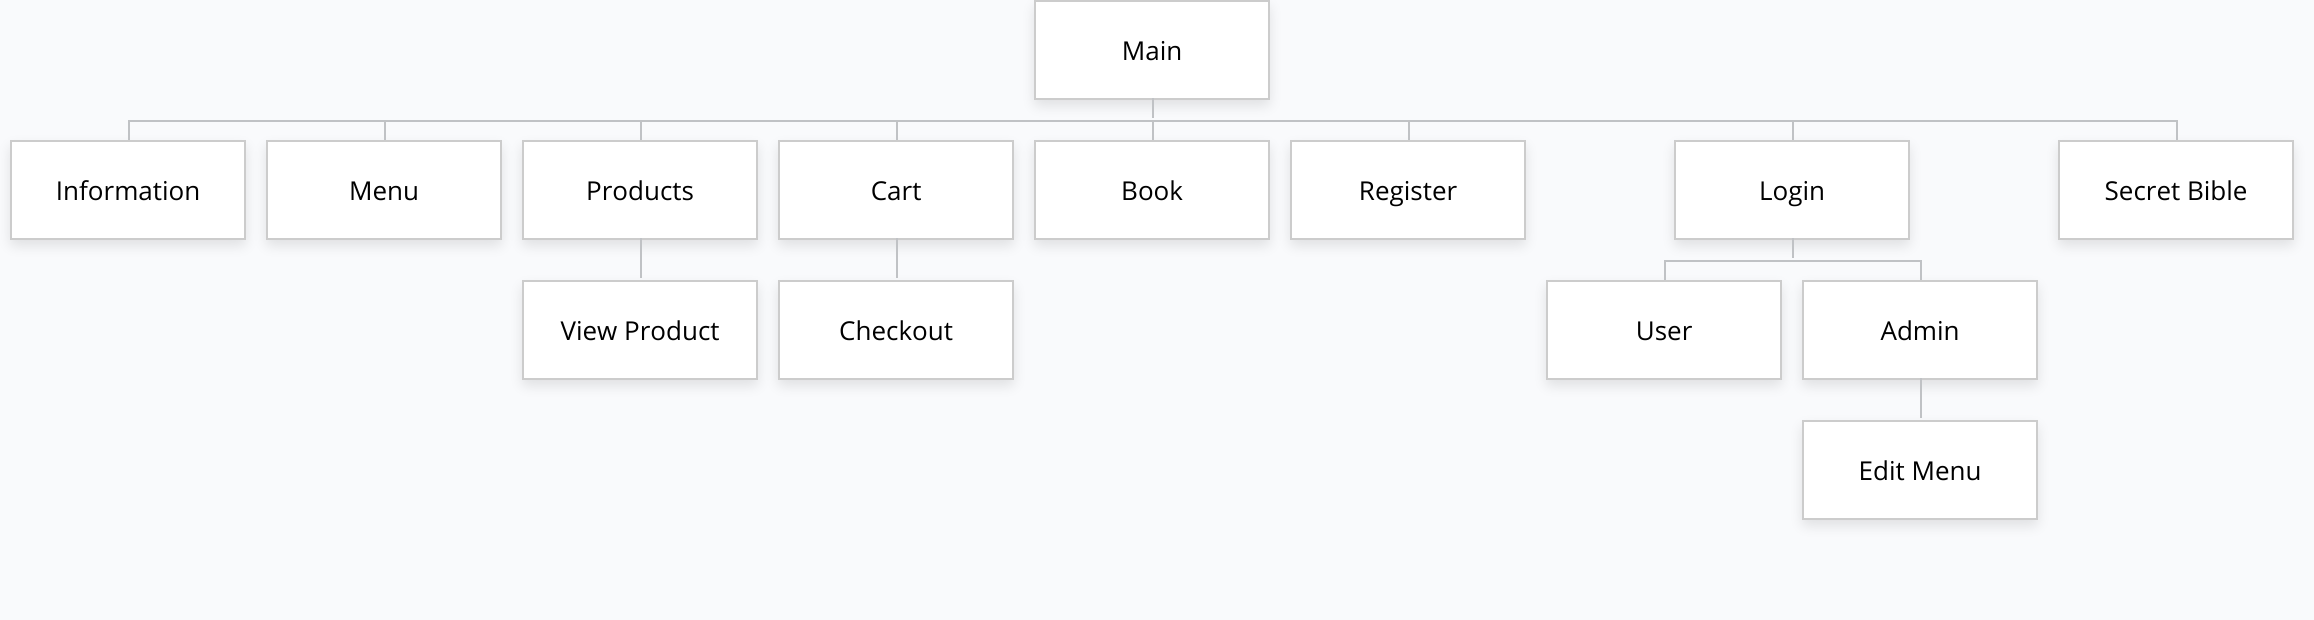 Main
Information
Menu
Products
Cart
Book
Register
Login
Secret Bible
View Product
Checkout
User
Admin
Edit Menu